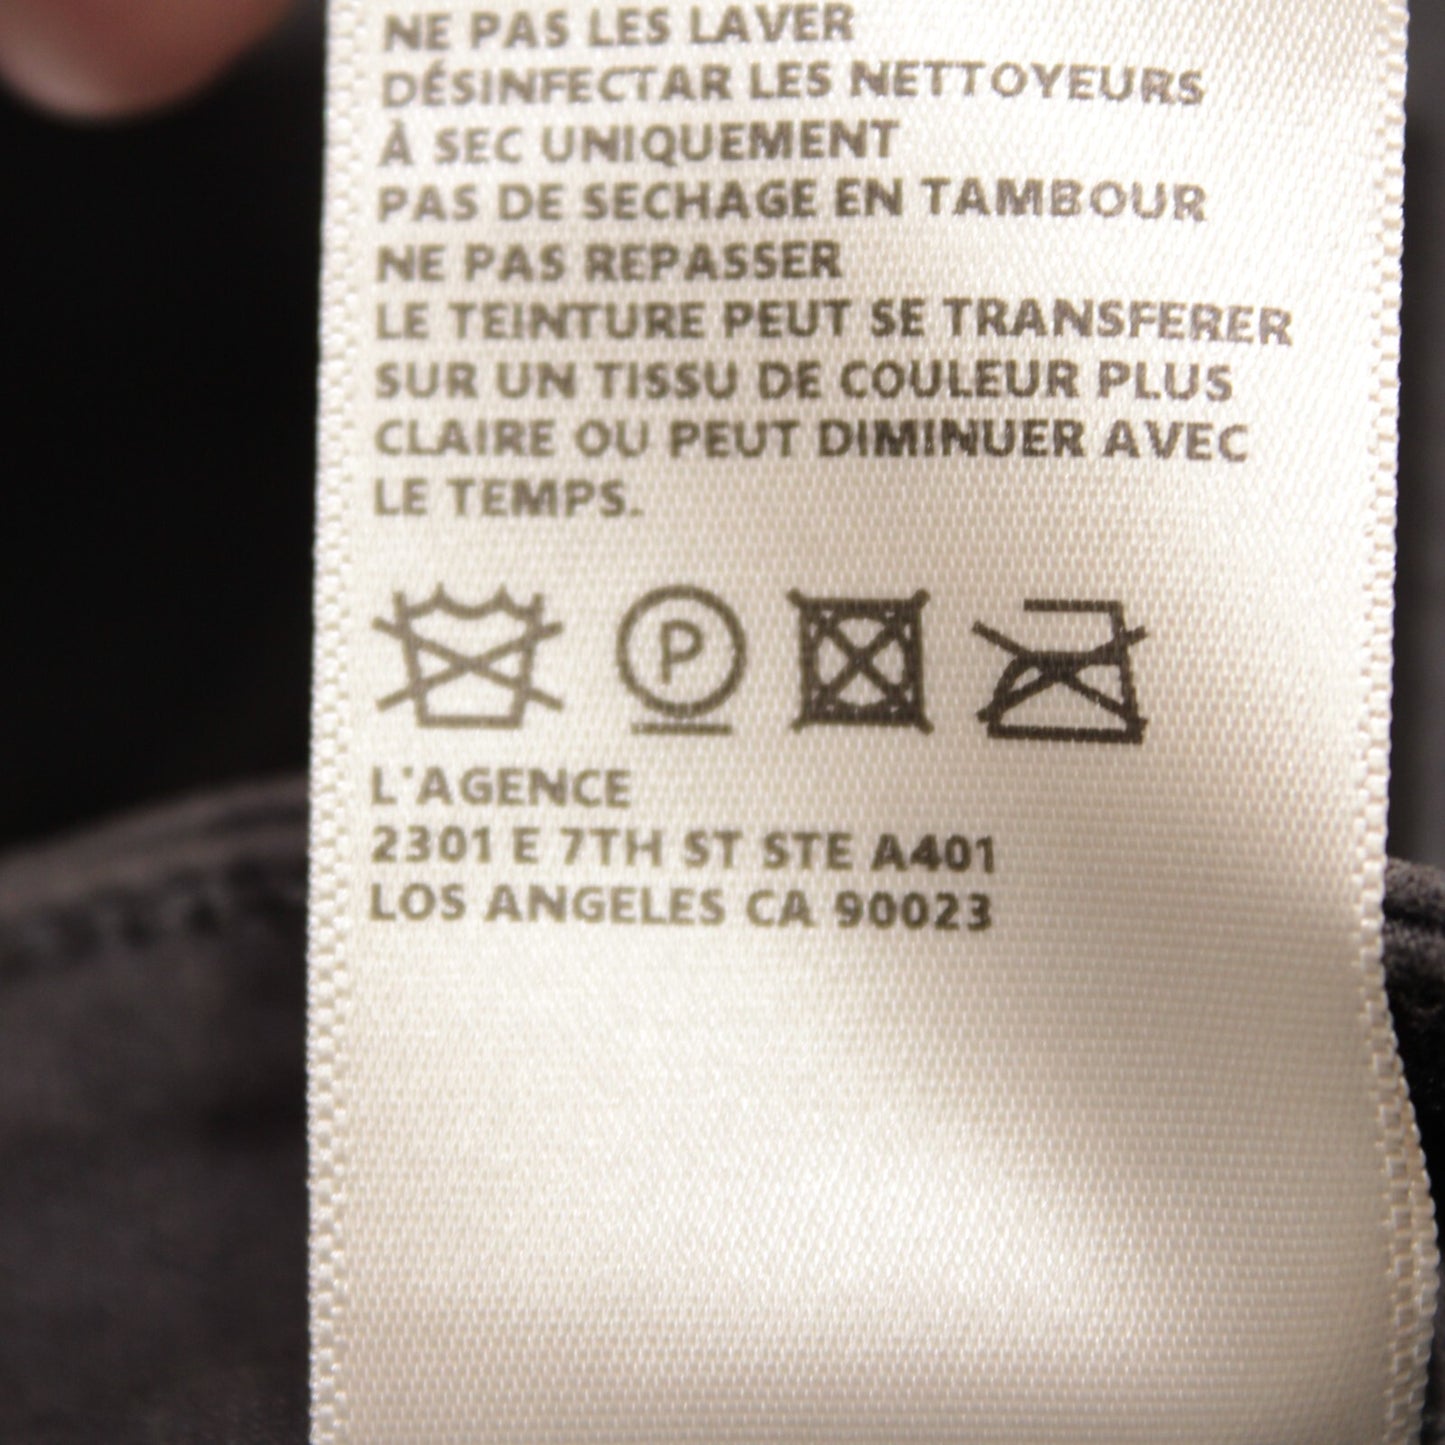 NE PAS LES LAVER
DÉSINFECTAR LES NETTOYEURS
À SEC UNIQUEMENT
PAS DE SECHAGE EN TAMBOUR
NE PAS REPASSER
LE TEINTURE PEUT SE TRANSFERER
SUR UN TISSU DE COULEUR PLUS
CLAIRE OU PEUT DIMINUER AVEC
LE TEMPS.
P
L'AGENCE
2301 E 7TH ST STE A401
LOS ANGELES CA 90023